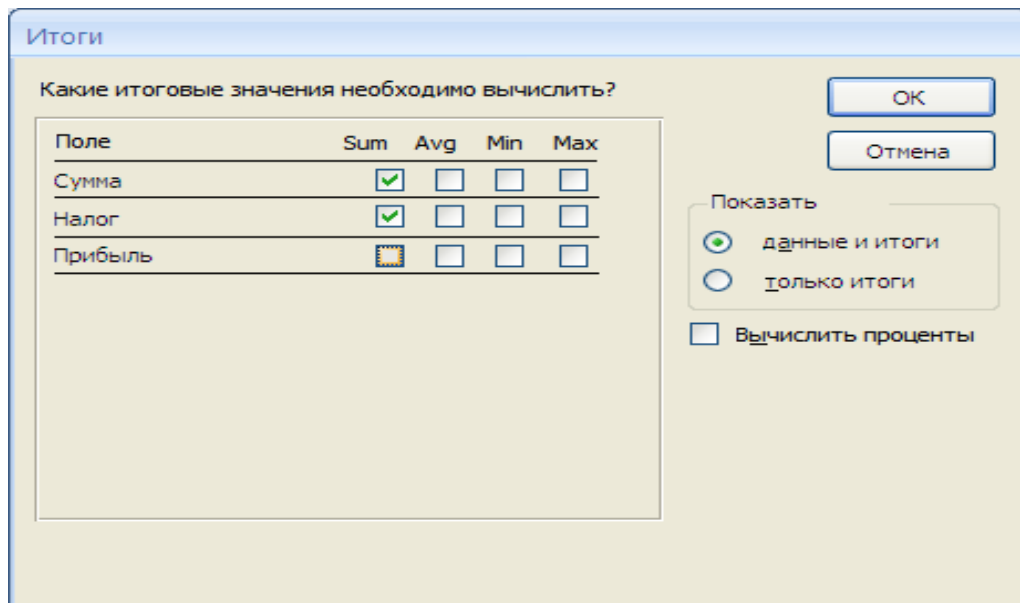 Итоги
Какие итоговые значения необходимо вычислить?
OK
Отмена
Поле Sum Avg Min Max
Сумма
Налог
Прибыль
Показать
данные и итоги
только итоги
Вычислить проценты